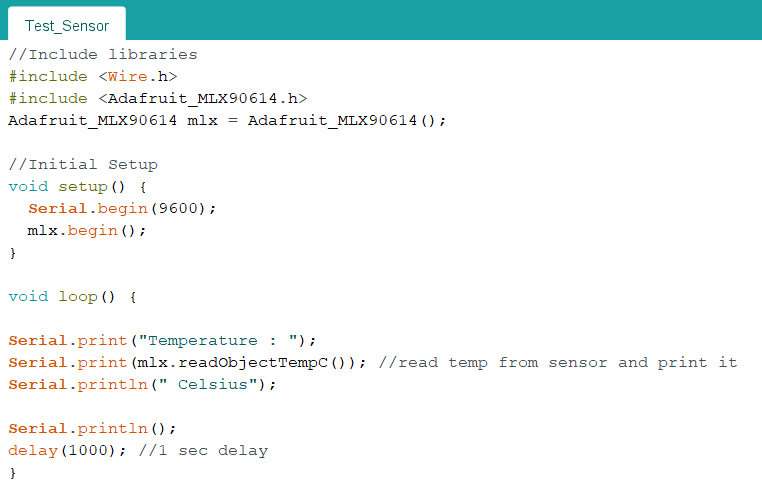 Test_Sensor
//Include libraries
#include <Wire.h>
#include <Adafruit_MLX90614.h>
Adafruit_MLX90614 mlx = Adafruit_MLX90614();
//Initial Setup
void setup() {
  Serial.begin(9600);
  mlx.begin();
}
void loop() {
Serial.print("Temperature : ");
Serial.print(mlx.readObjectTempC()); //read temp from sensor and print it
Serial.println(" Celsius");
Serial.println();
delay(1000); //1 sec delay
}